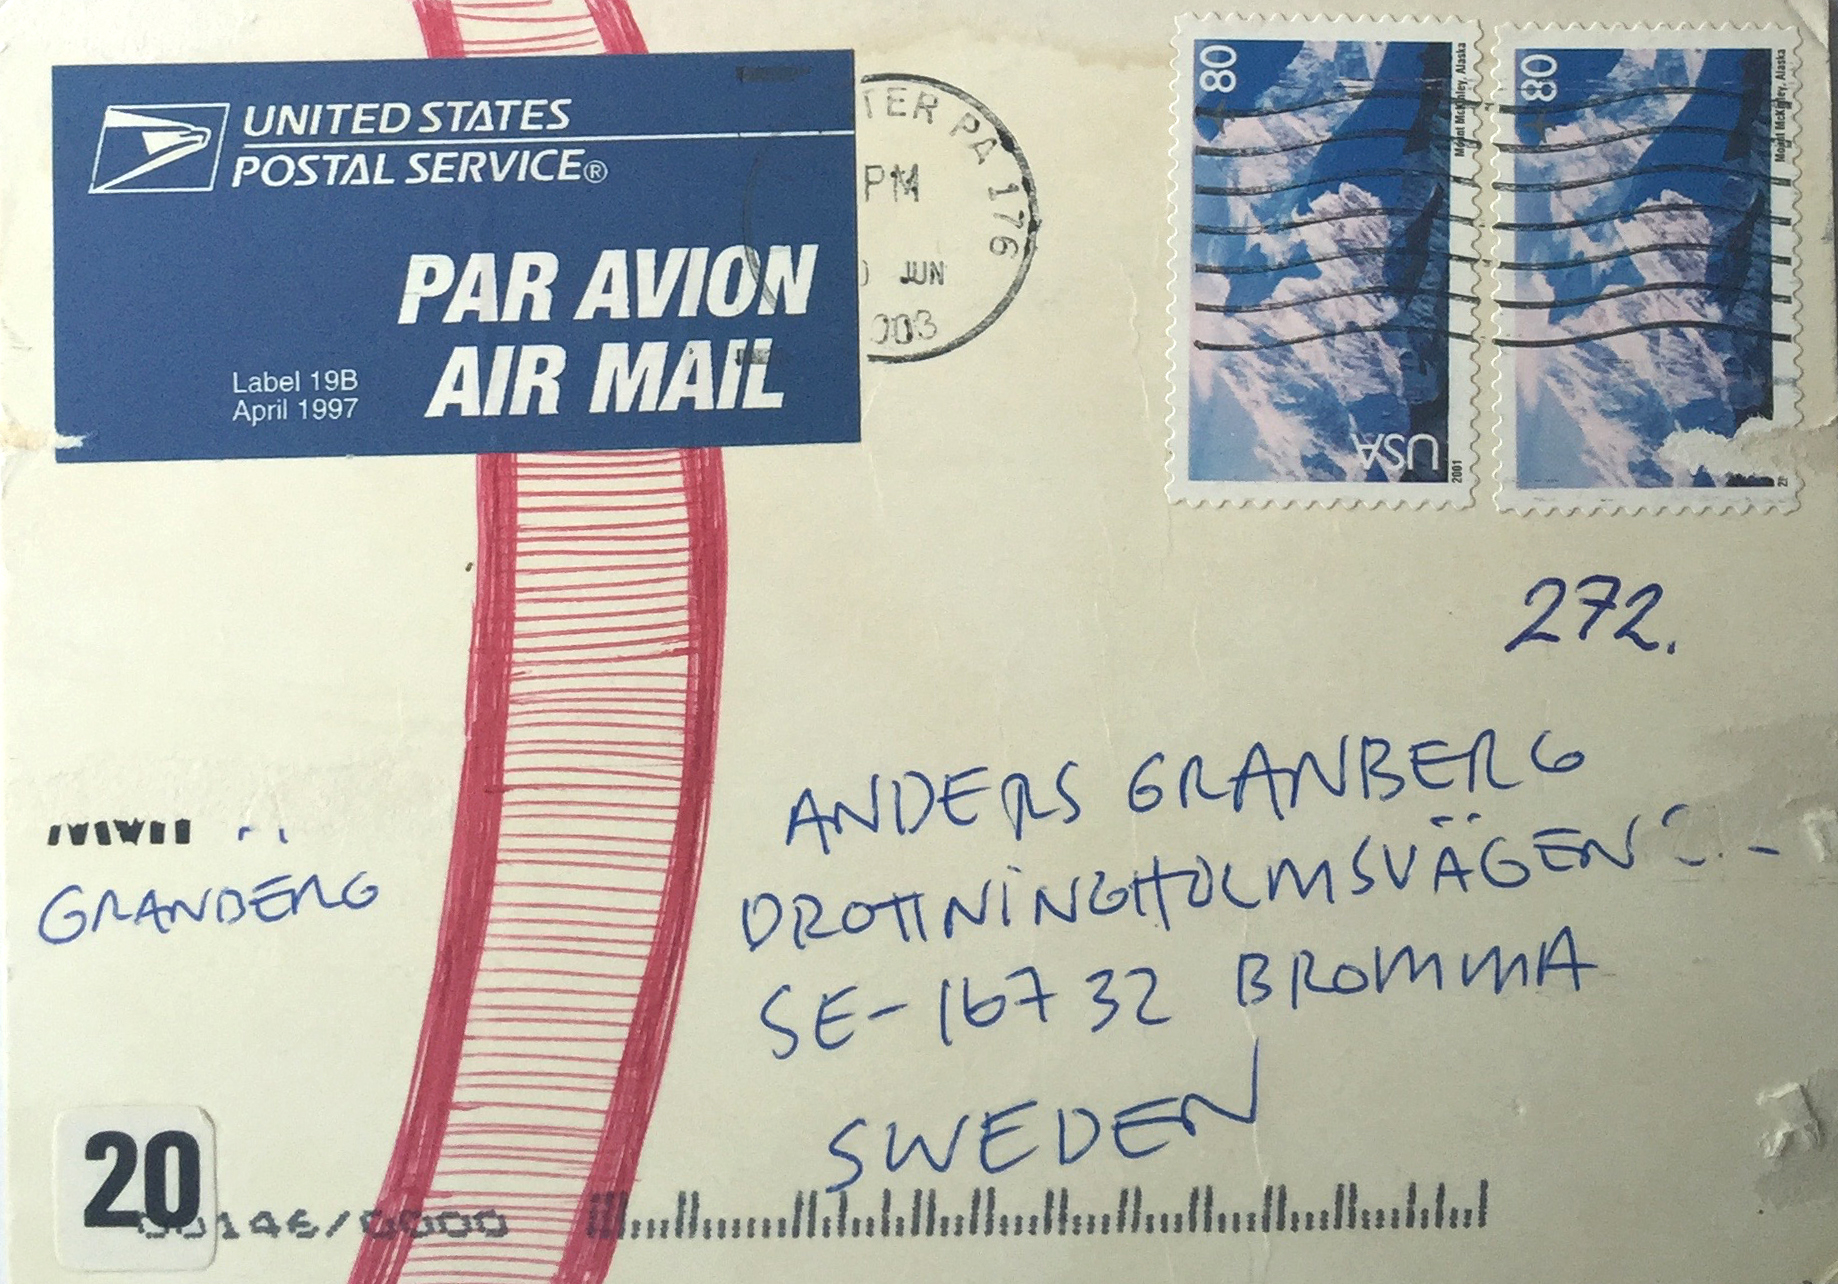 UNITED STATES
POSTAL SERVICE®
PAR AVION
AIR MAIL
Label 19B
April 1997
TER PA 176
PM
JUN
003
80
Mount McKinley, Alaska
USA
2001
80
Mount McKinley, Alaska
272.
ANDERS GRANBERG
DROTTNINGHOLMSVÄGEN
SE-167 32 BROMMA
SWEDEN
GRANBERG
20
00146/0000